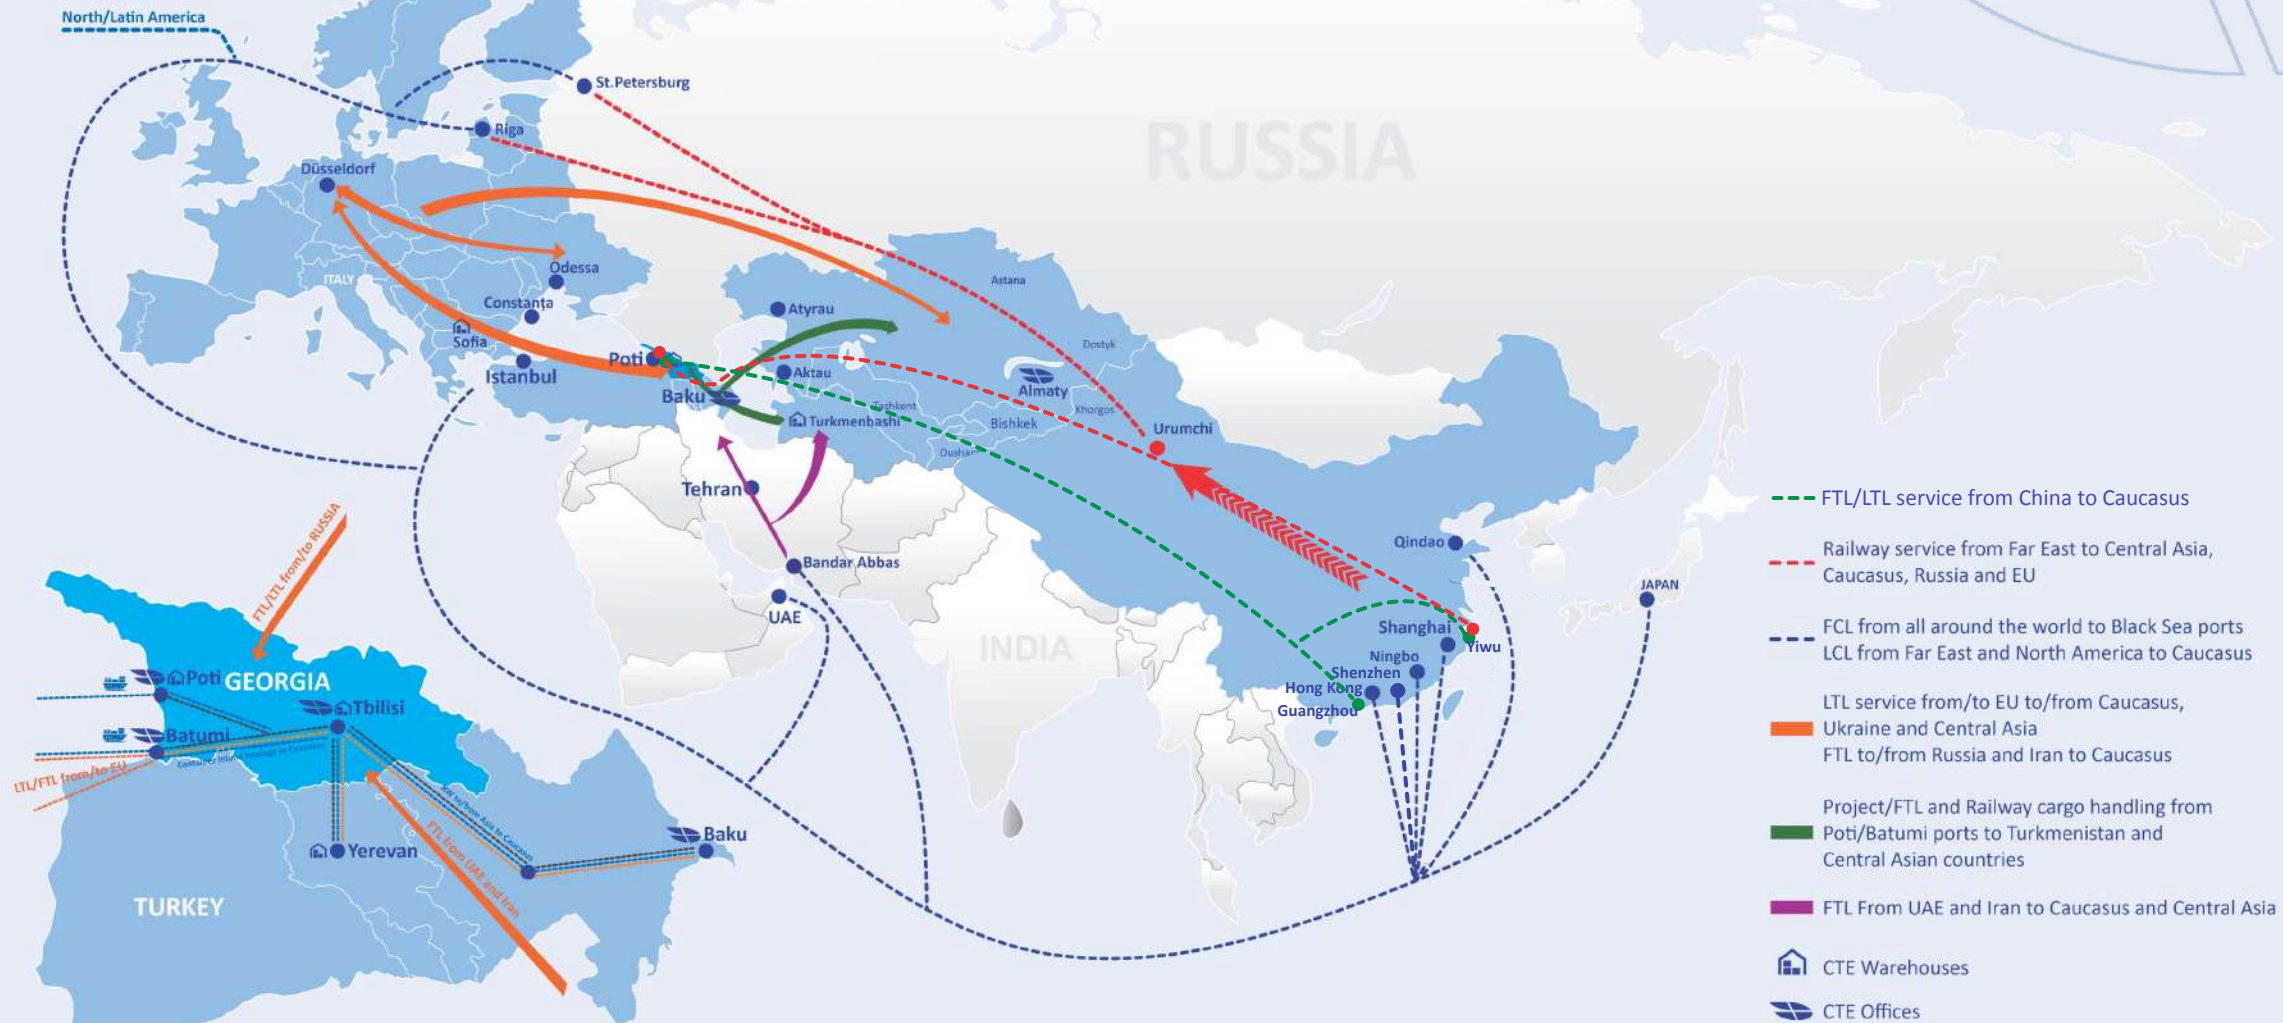 North/Latin America
St.Petersburg
Riga
RUSSIA
Düsseldorf
Odessa
ITALY
Constanţa
Astana
Atyrau
Sofia
Dostyk
Poti
Istanbul
Aktau
Almaty
Baku
Tashkent
Khorgos
Turkmenbashi
Bishkek
Urumchi
Tehran
Qindao
Bandar Abbas
JAPAN
UAE
INDIA
Shanghai
Yiwu
Ningbo
Shenzhen
Hong Kong
Guangzhou
FTL/LTL from/to RUSSIA
Poti
GEORGIA
Tbilisi
Batumi
LTL/FTL from/to EU
RW to/from Asia to Caucasus
FTL from UAE and Iran
Baku
Yerevan
TURKEY
FTL/LTL service from China to Caucasus
Railway service from Far East to Central Asia,
Caucasus, Russia and EU
FCL from all around the world to Black Sea ports
LCL from Far East and North America to Caucasus
LTL service from/to EU to/from Caucasus,
Ukraine and Central Asia
FTL to/from Russia and Iran to Caucasus
Project/FTL and Railway cargo handling from
Poti/Batumi ports to Turkmenistan and
Central Asian countries
FTL From UAE and Iran to Caucasus and Central Asia
CTE Warehouses
CTE Offices